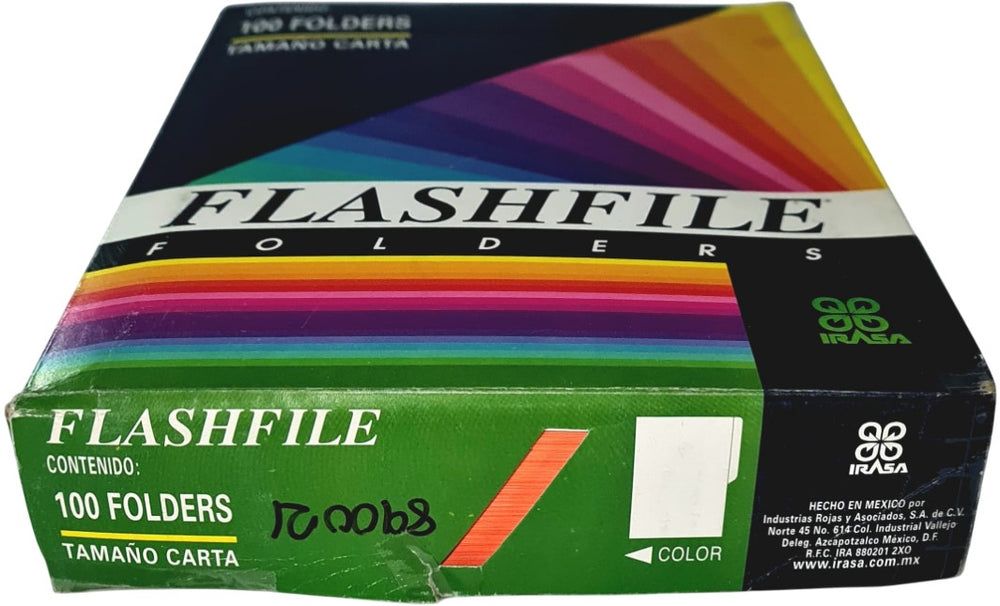 CONTENIDO
100 FOLDERS
TAMAÑO CARTA
FLASHFILE
FOLDERS
IRASA
FLASHFILE
CONTENIDO:
100 FOLDERS
TAMAÑO CARTA
COLOR
IRASA
HECHO EN MEXICO por
Industrias Rojas y Asociados, S.A. de C.V.
Norte 45 No. 614 Col. Industrial Vallejo
Deleg. Azcapotzalco México, D.F.
R.F.C. IRA 880201 2XO
www.irasa.com.mx